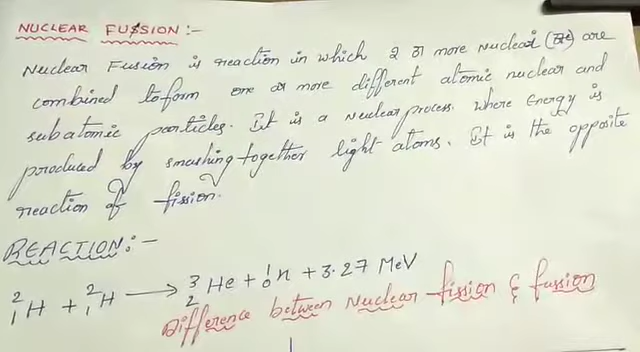 NUCLEAR FUSSION :-
Nuclear Fusion is reaction in which 2 or more Nuclei are
combined to form one or more different atomic nuclear and
subatomic particles. It is a Nuclear process where Energy is
produced by smashing together light atoms. It is the opposite
reaction of fission.
REACTION:-
²₁H + ²₁H → ³₂He + ¹₀n + 3.27 MeV
Difference between Nuclear fission & fussion